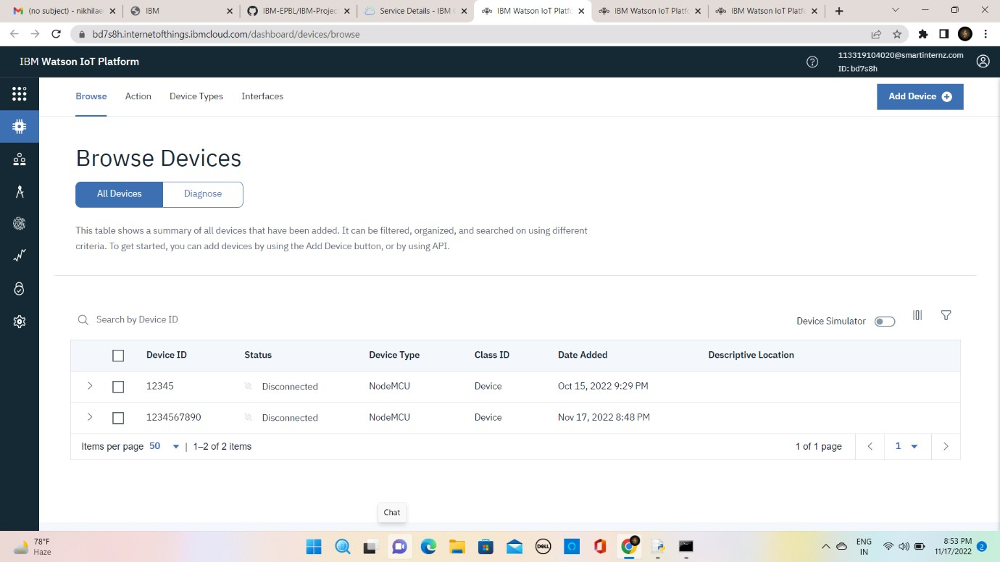 (no subject) - nikhilae
IBM
IBM-EPBL/IBM-Projec
Service Details - IBM C
IBM Watson IoT Platfo
IBM Watson IoT Platfo
IBM Watson IoT Platfo
bd7s8h.internetofthings.ibmcloud.com/dashboard/devices/browse
IBM Watson IoT Platform
113319104020@smartinternz.com
ID: bd7s8h
Browse
Action
Device Types
Interfaces
Add Device
Browse Devices
All Devices
Diagnose
This table shows a summary of all devices that have been added. It can be filtered, organized, and searched on using different
criteria. To get started, you can add devices by using the Add Device button, or by using API.
Search by Device ID
Device Simulator
Device ID Status Device Type Class ID Date Added Descriptive Location
12345 Disconnected NodeMCU Device Oct 15, 2022 9:29 PM
1234567890 Disconnected NodeMCU Device Nov 17, 2022 8:48 PM
Items per page 50 | 1–2 of 2 items
1 of 1 page
1
Chat
78°F
Haze
DELL
ENG
IN
8:53 PM
11/17/2022
2